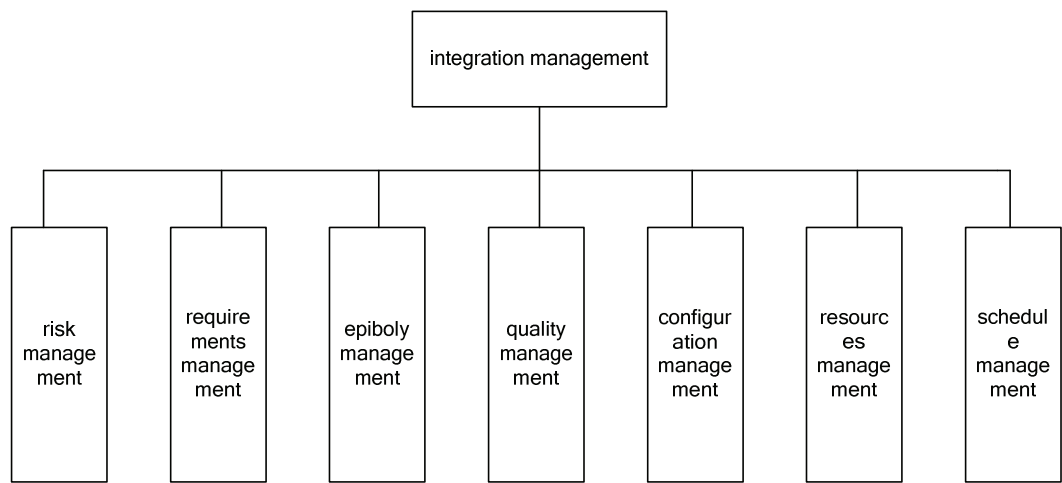 integration management
risk
manage
ment
require
ments
manage
ment
epiboly
manage
ment
quality
manage
ment
configur
ation
manage
ment
resourc
es
manage
ment
schedul
e
manage
ment